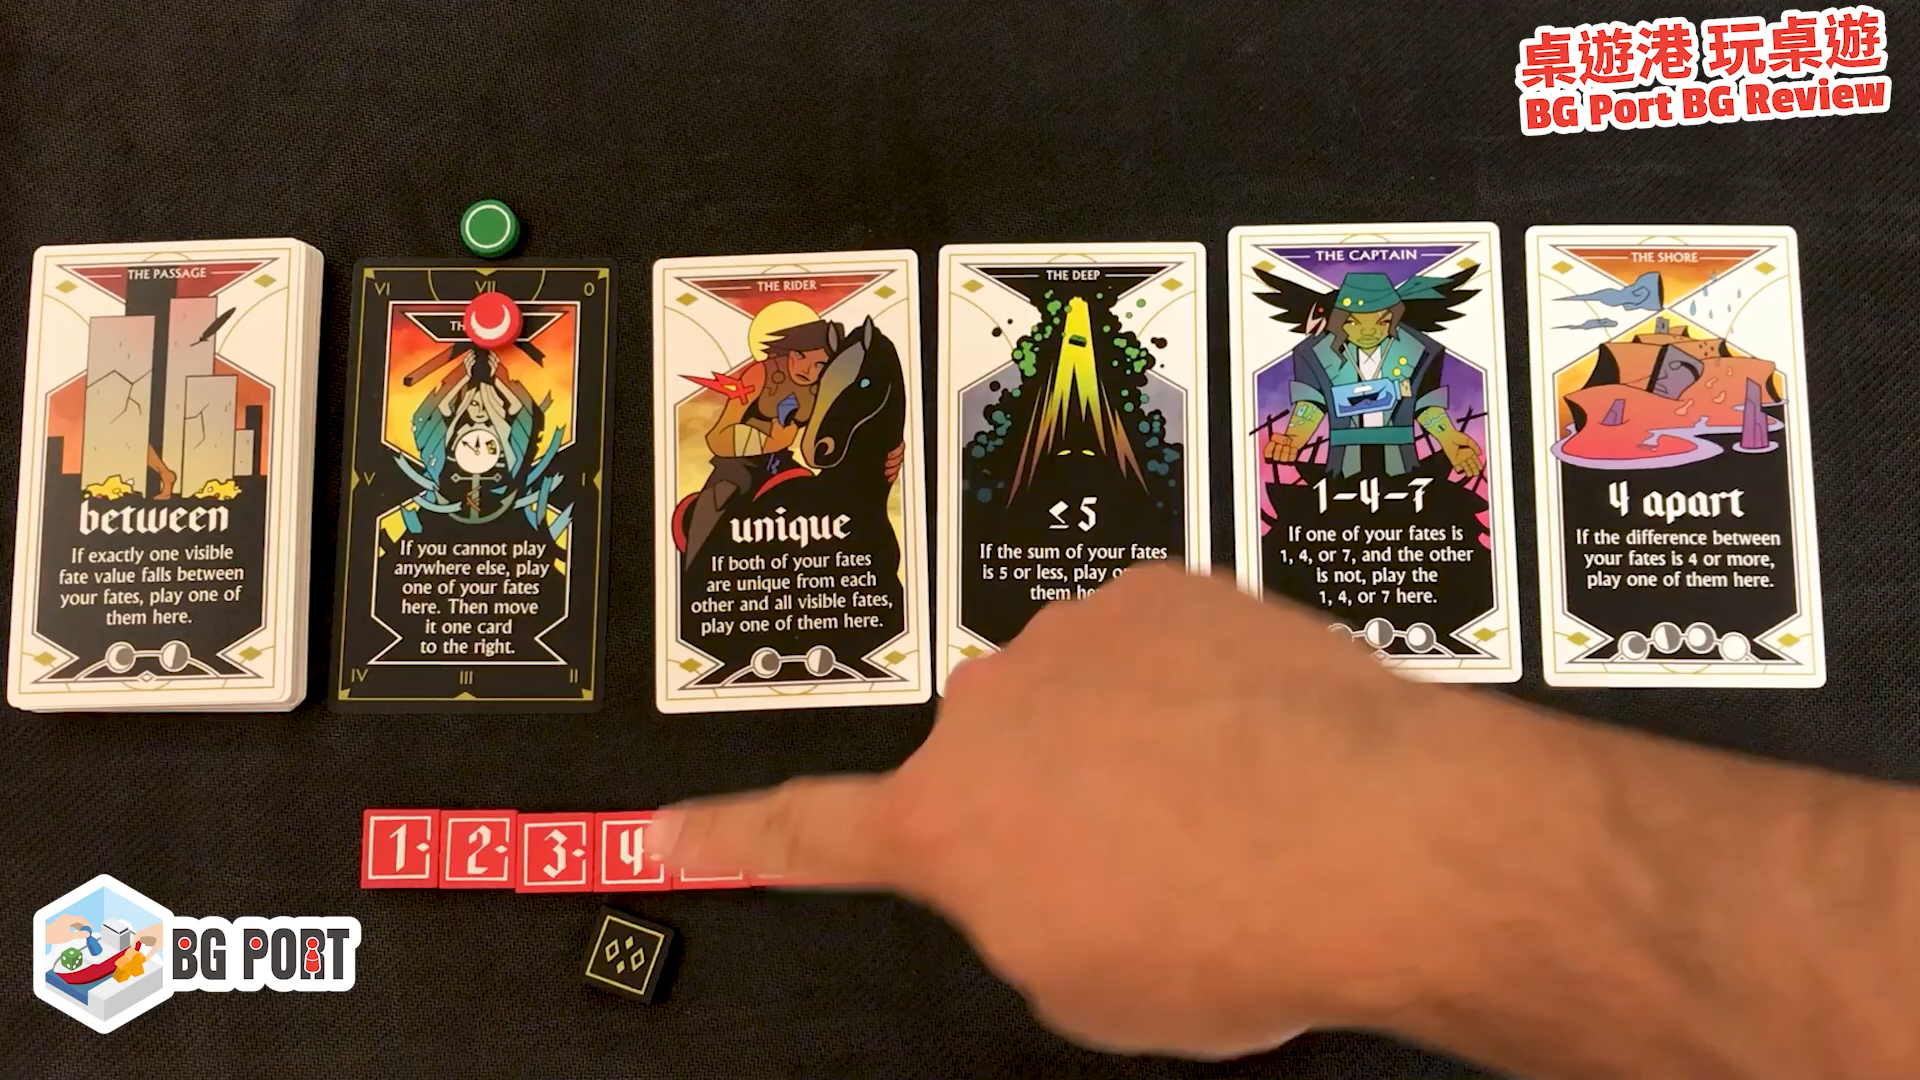 桌遊港 玩桌遊
BG Port BG Review
THE PASSAGE
between
If exactly one visible
fate value falls between
your fates, play one of
them here.
VI
VII
0
V
I
If you cannot play
anywhere else, play
one of your fates
here. Then move
it one card
to the right.
IV
III
II
THE RIDER
unique
If both of your fates
are unique from each
other and all visible fates,
play one of them here.
THE DEEP
≤ 5
If the sum of your fates
is 5 or less, play
them
THE CAPTAIN
1-4-7
If one of your fates is
1, 4, or 7, and the other
is not, play the
1, 4, or 7 here.
THE SHORE
4 apart
If the difference between
your fates is 4 or more,
play one of them here.
1 2 3 4
BG PORT